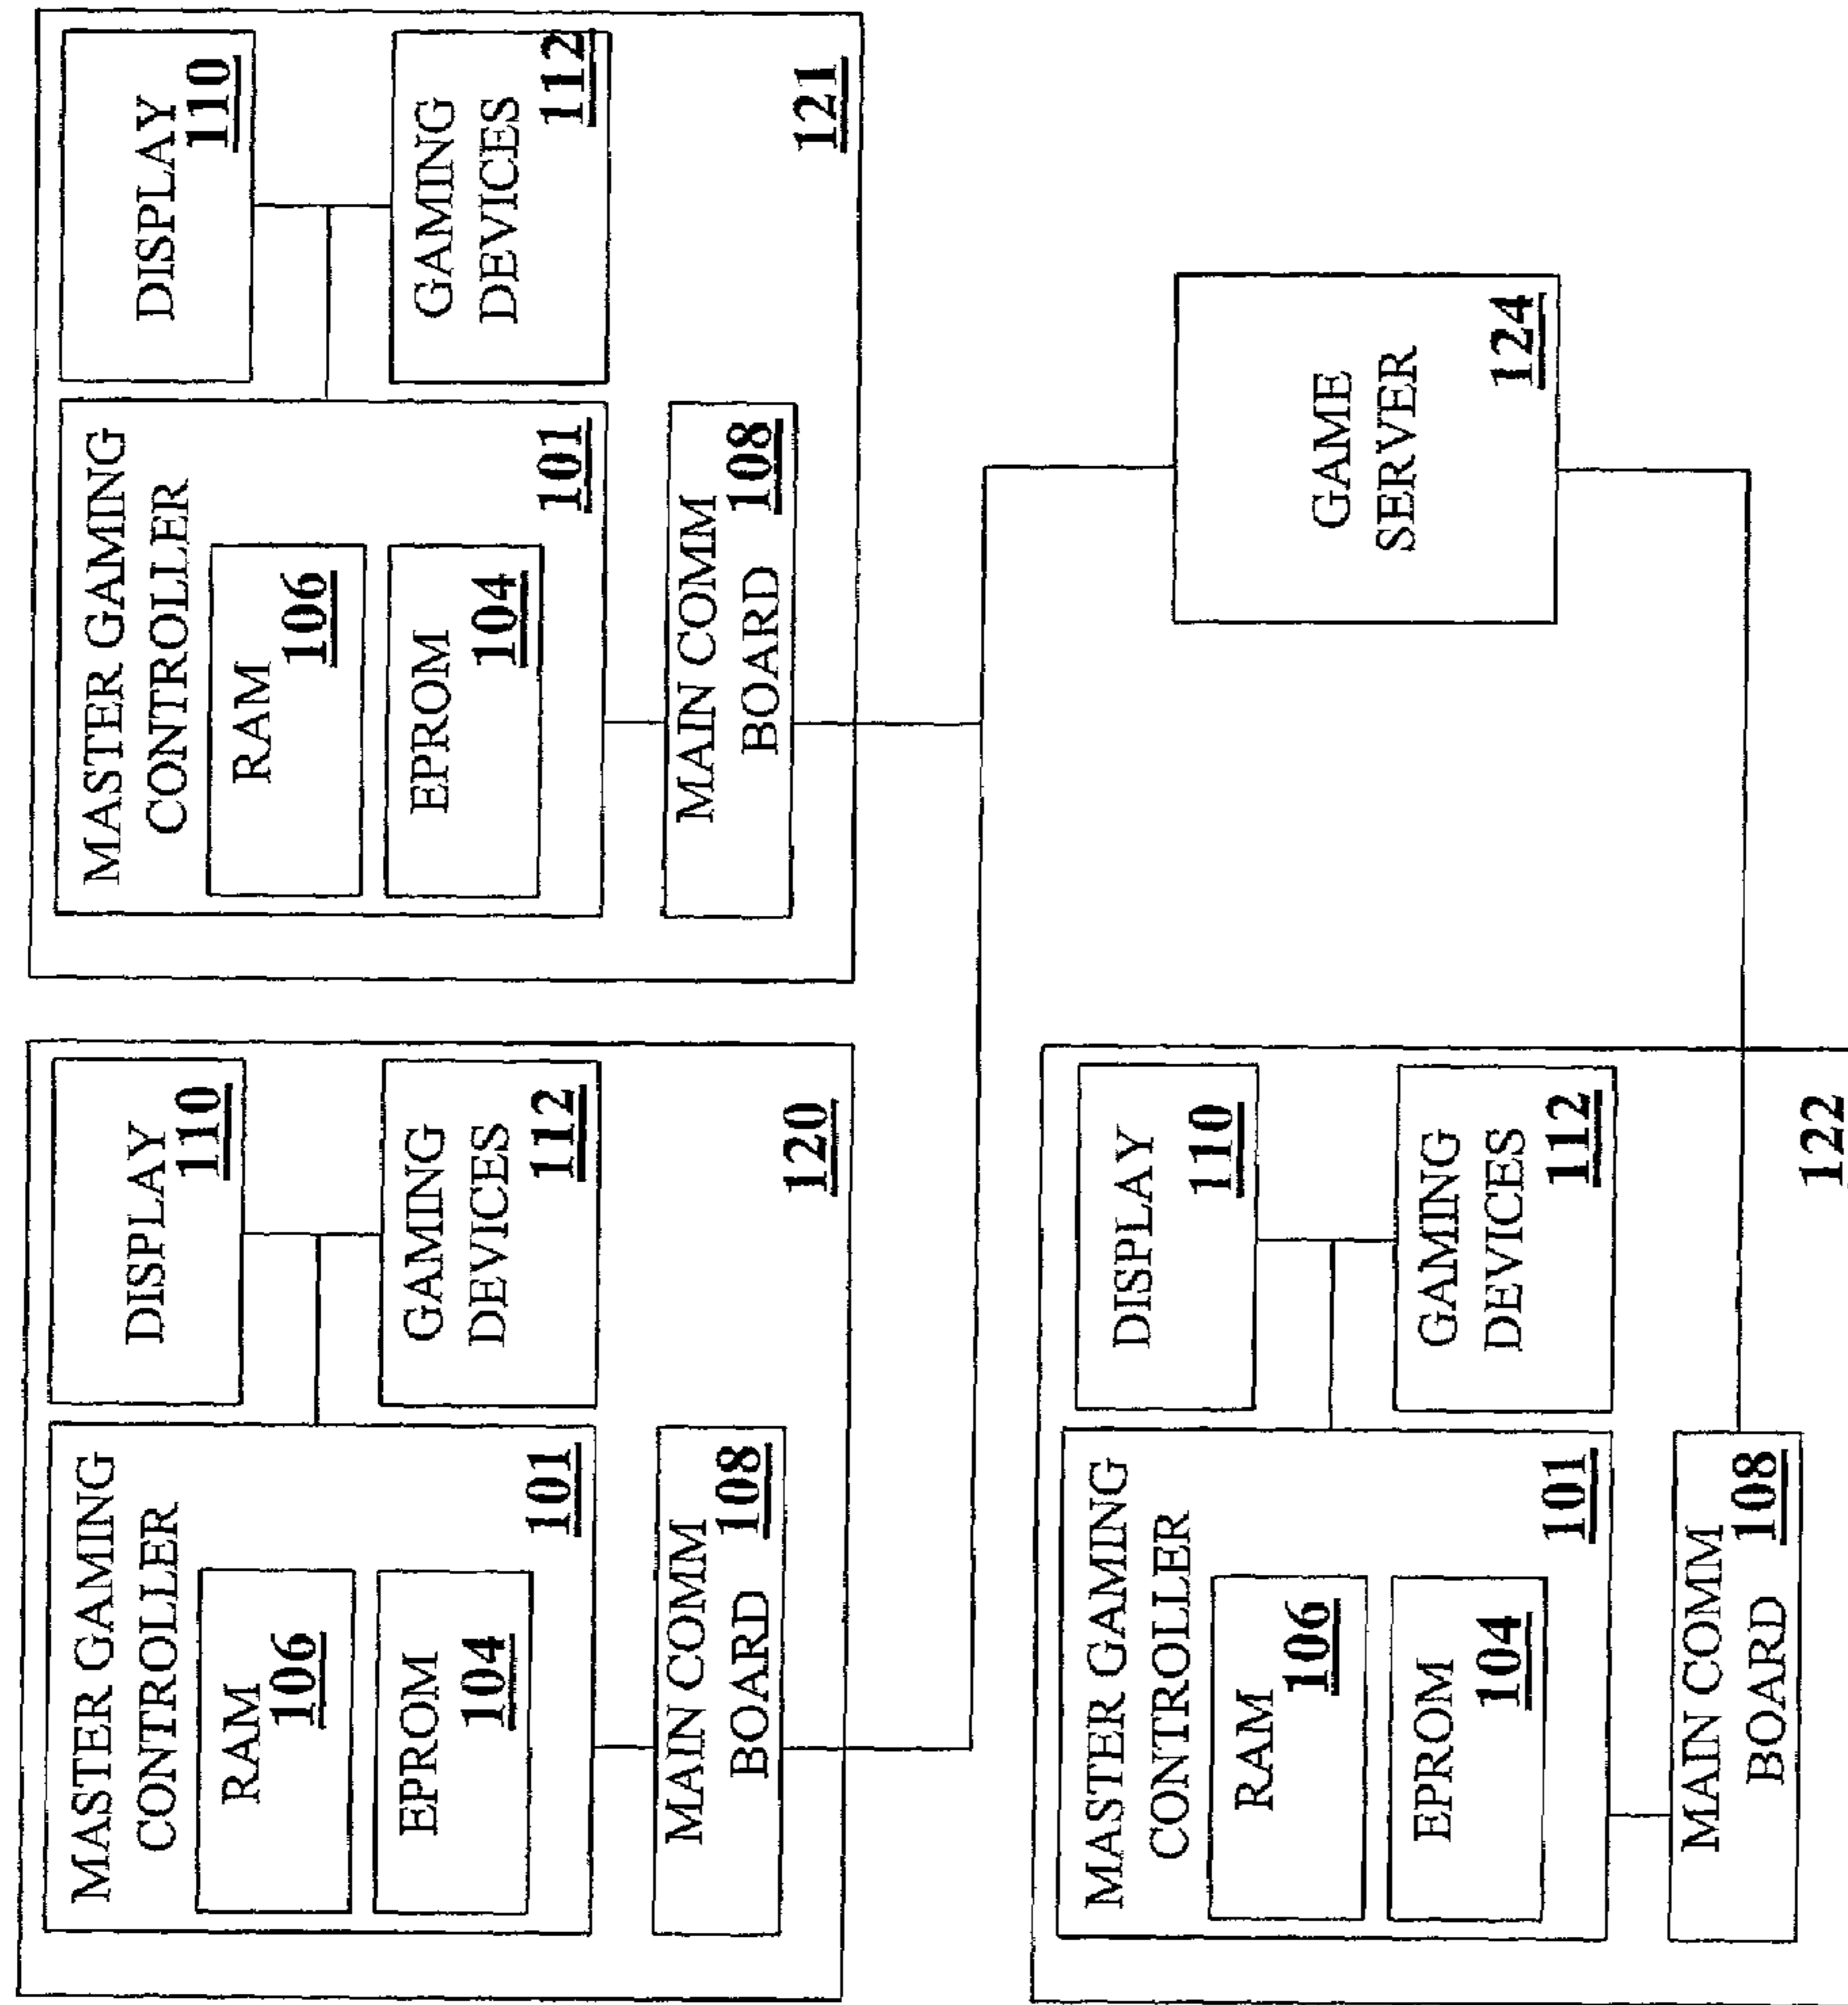 MASTER GAMING
CONTROLLER
RAM
106
EPROM
104
101
DISPLAY
110
GAMING
DEVICES
112
MAIN COMM
BOARD 108
120
MASTER GAMING
CONTROLLER
RAM
106
EPROM
104
101
DISPLAY
110
GAMING
DEVICES
112
MAIN COMM
BOARD 108
121
MASTER GAMING
CONTROLLER
RAM
106
EPROM
104
101
DISPLAY
110
GAMING
DEVICES
112
MAIN COMM
BOARD 108
122
GAME
SERVER
124